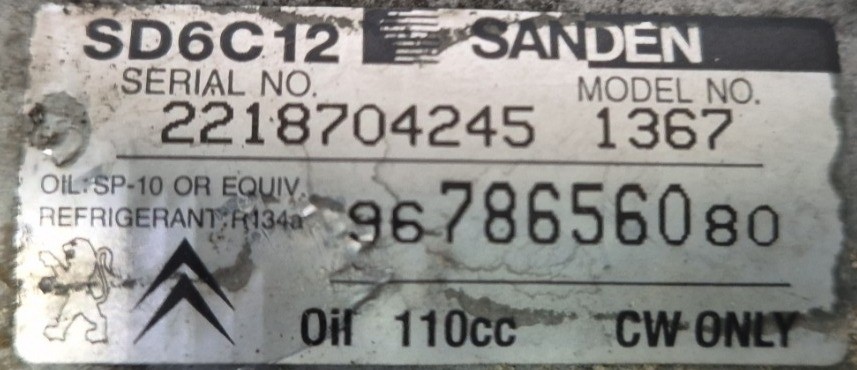 SD6C12 SANDEN
SERIAL NO. MODEL NO.
2218704245 1367
OIL:SP-10 OR EQUIV.
REFRIGERANT:R134a 9678656080
Oil 110cc CW ONLY